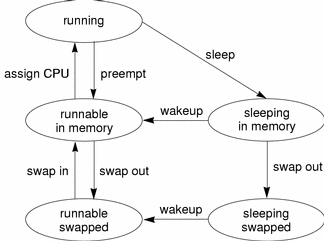 running
sleep
assign CPU
preempt
runnable
in memory
wakeup
sleeping
in memory
swap in
swap out
swap out
runnable
swapped
wakeup
sleeping
swapped